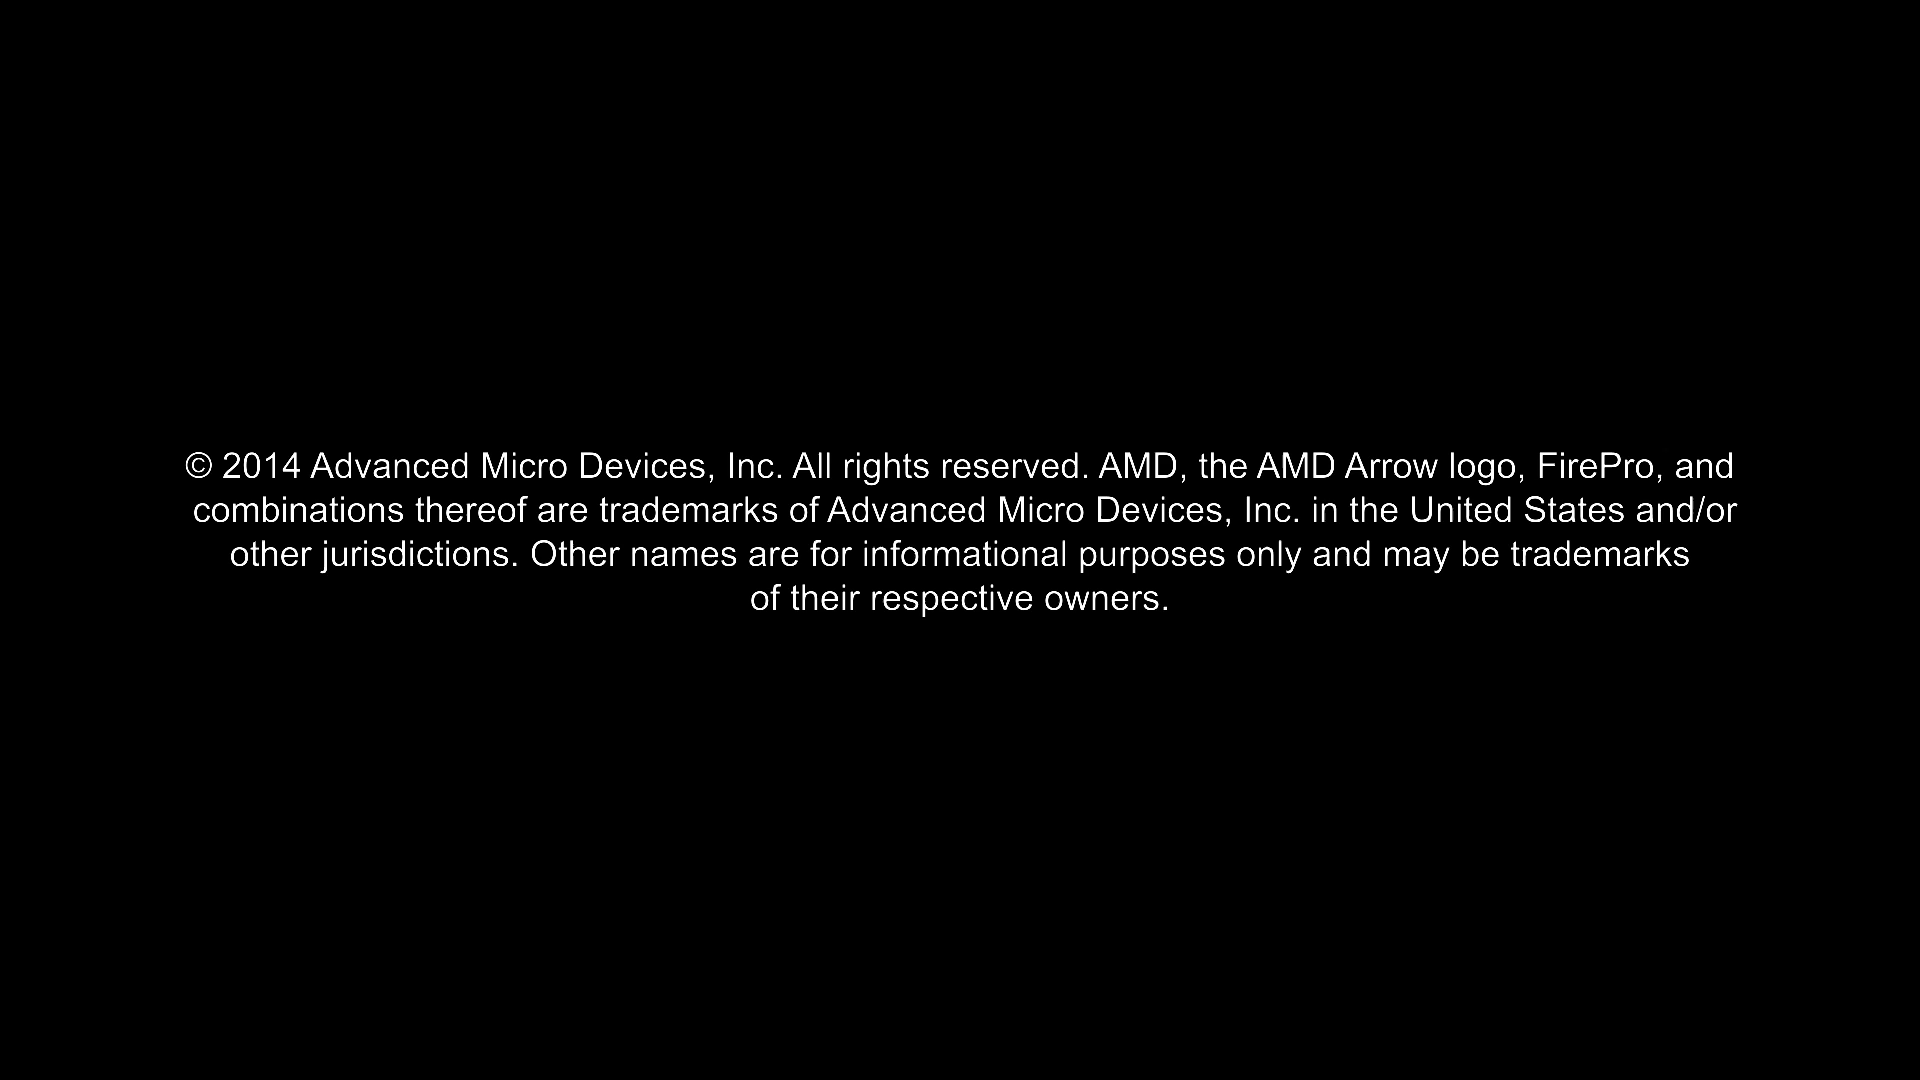 © 2014 Advanced Micro Devices, Inc. All rights reserved. AMD, the AMD Arrow logo, FirePro, and
combinations thereof are trademarks of Advanced Micro Devices, Inc. in the United States and/or
other jurisdictions. Other names are for informational purposes only and may be trademarks
of their respective owners.